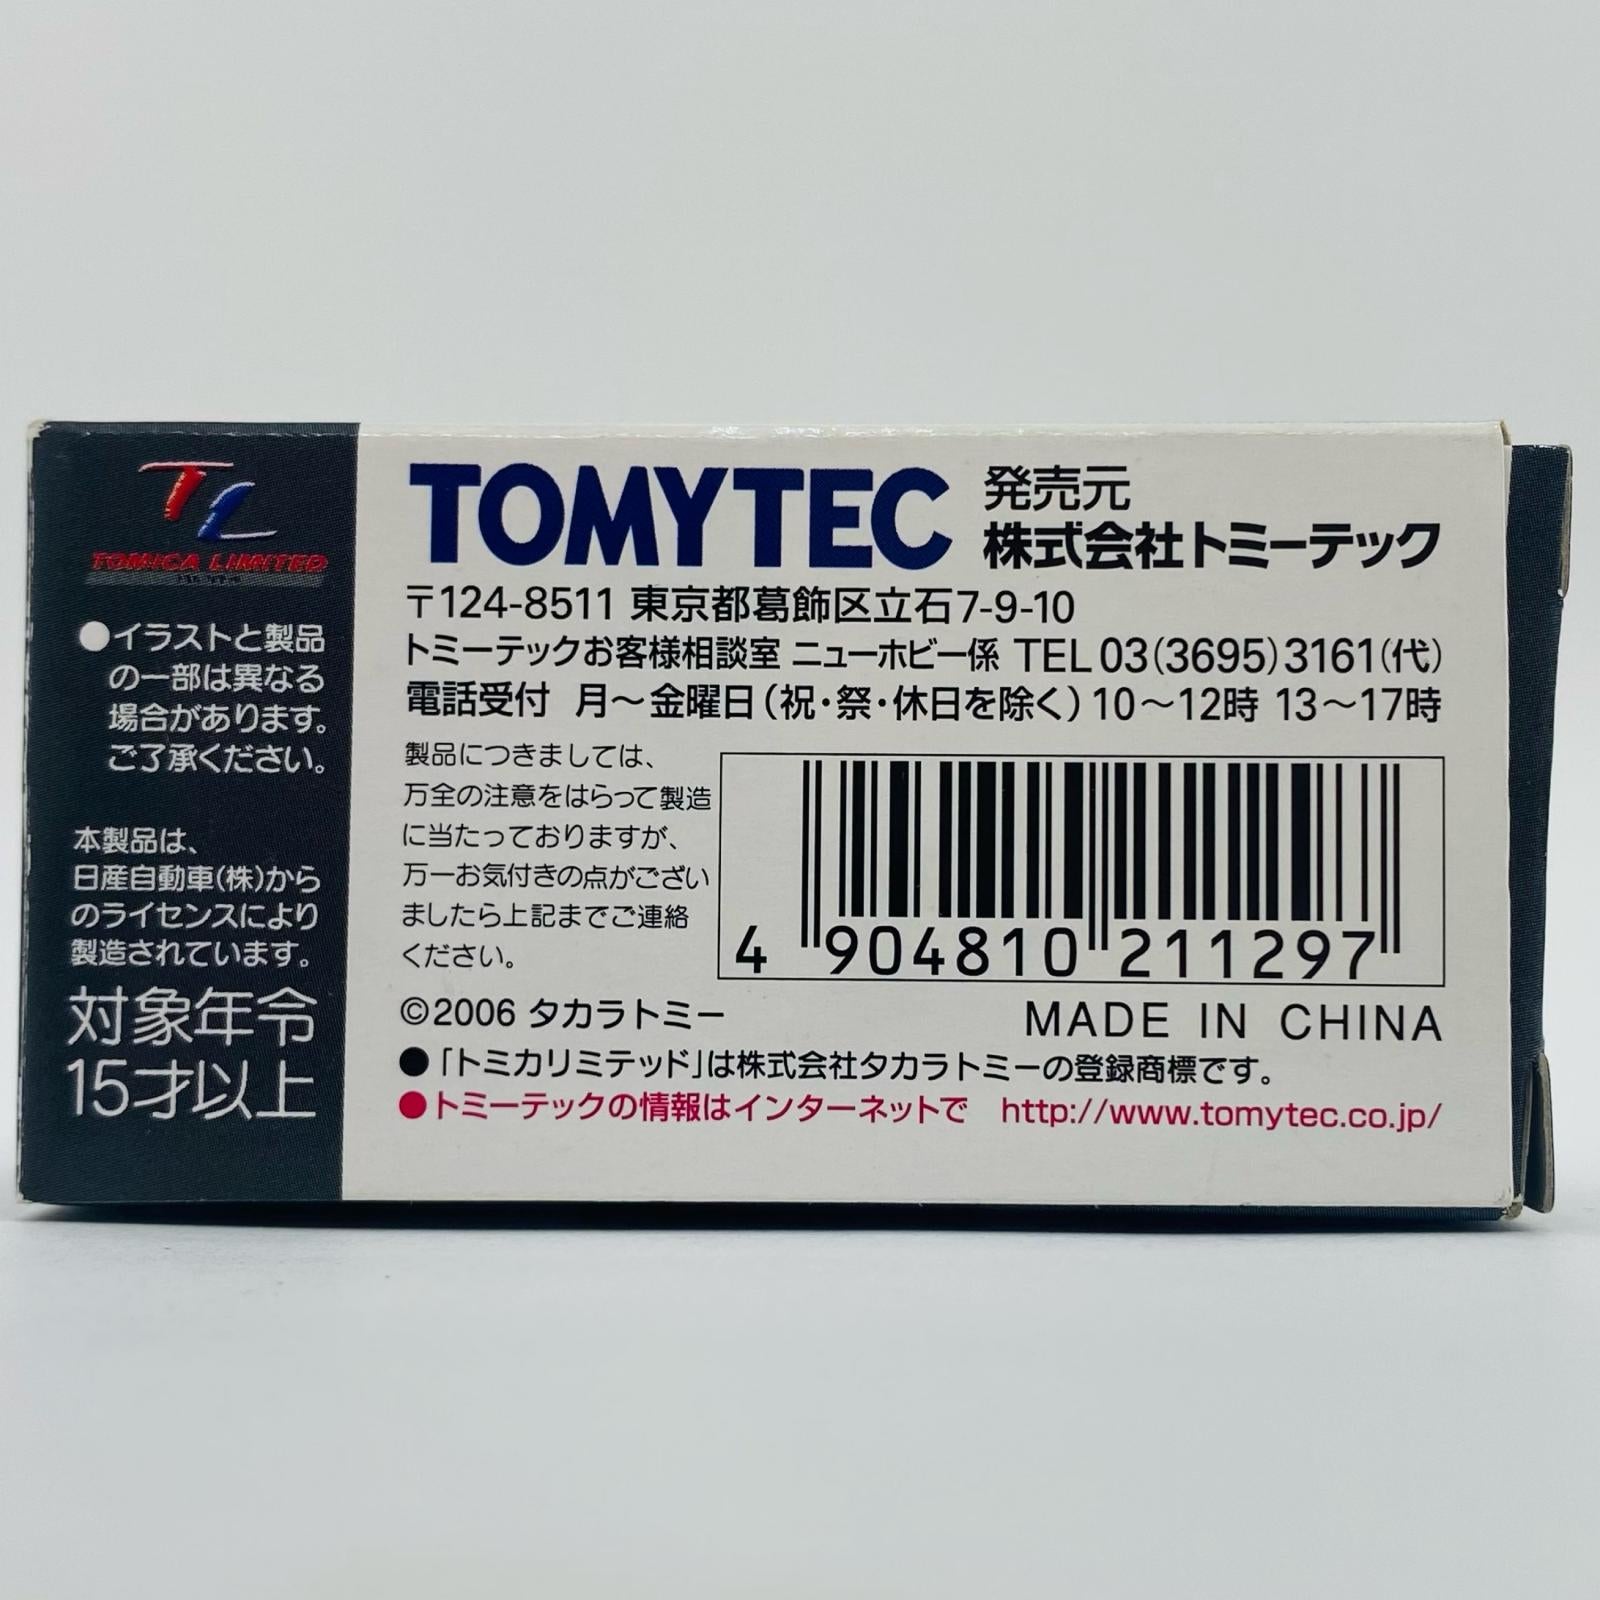 TL
TOMICA LIMITED
●イラストと製品
の一部は異なる
場合があります。
ご了承ください。
本製品は、
日産自動車(株)から
のライセンスにより
製造されています。
対象年令
15才以上
TOMYTEC
発売元
株式会社トミーテック
〒124-8511 東京都葛飾区立石7-9-10
トミーテックお客様相談室 ニューホビー係 TEL 03(3695)3161(代)
電話受付 月〜金曜日(祝・祭・休日を除く) 10〜12時 13〜17時
製品につきましては、
万全の注意をはらって製造
に当たっておりますが、
万一お気付きの点がござい
ましたら上記までご連絡
ください。
4 904810 211297
©2006 タカラトミー
MADE IN CHINA
●「トミカリミテッド」は株式会社タカラトミーの登録商標です。
●トミーテックの情報はインターネットで http://www.tomytec.co.jp/